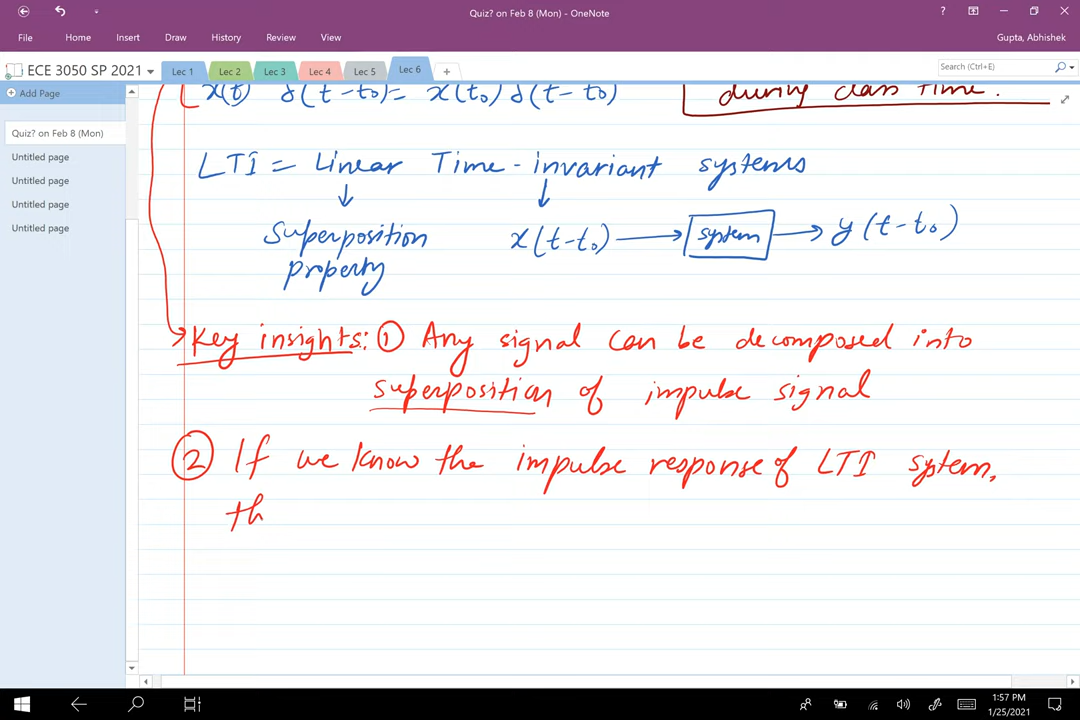 Quiz? on Feb 8 (Mon) - OneNote
?
File Home Insert Draw History Review View
Gupta, Abhishek
ECE 3050 SP 2021
Lec 1 Lec 2 Lec 3 Lec 4 Lec 5 Lec 6 +
Search (Ctrl+E)
Add Page
Quiz? on Feb 8 (Mon)
Untitled page
Untitled page
Untitled page
Untitled page
x(t) δ(t-t₀) = x(t₀) δ(t-t₀)
during class time.
LTI = Linear Time-invariant systems
↓ ↓
Superposition
property
x(t-t₀) → system → y(t-t₀)
Key insights: ① Any signal can be decomposed into
superposition of impulse signal
② If we know the impulse response of LTI system,
th
1:57 PM
1/25/2021